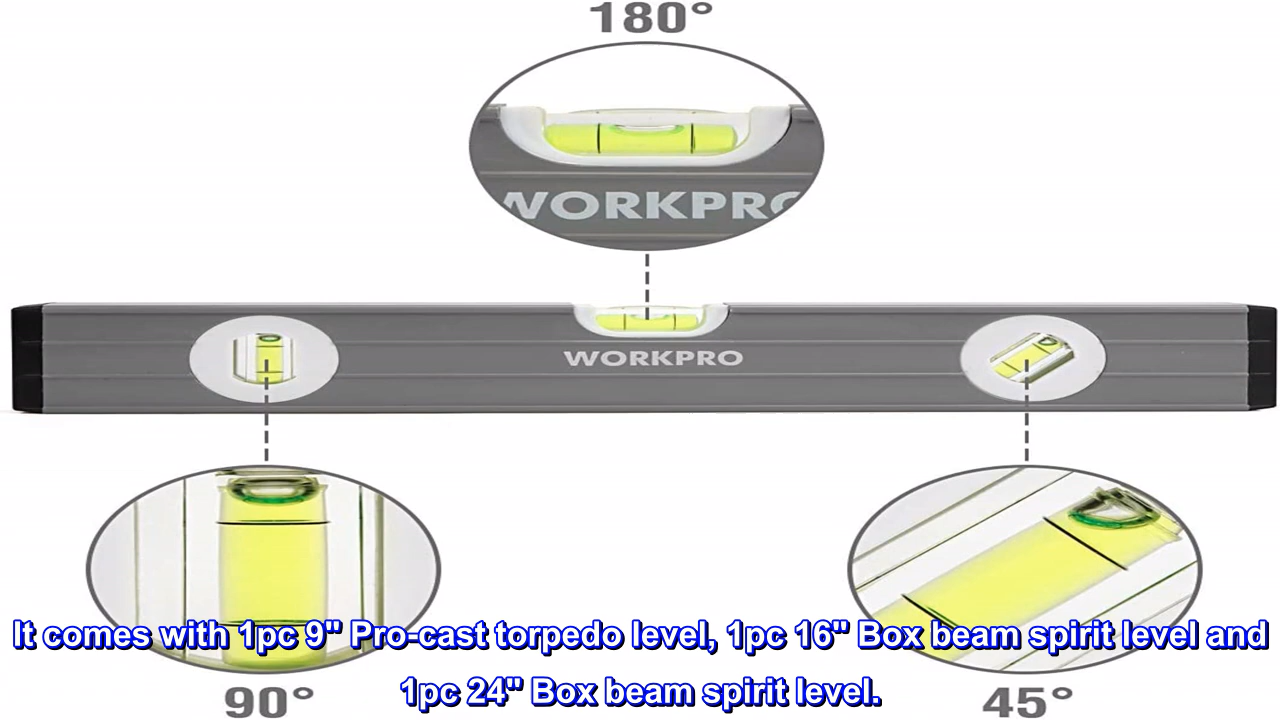 180°
WORKPRO
WORKPRO
It comes with 1pc 9" Pro-cast torpedo level, 1pc 16" Box beam spirit level and
1pc 24" Box beam spirit level.
90°
45°